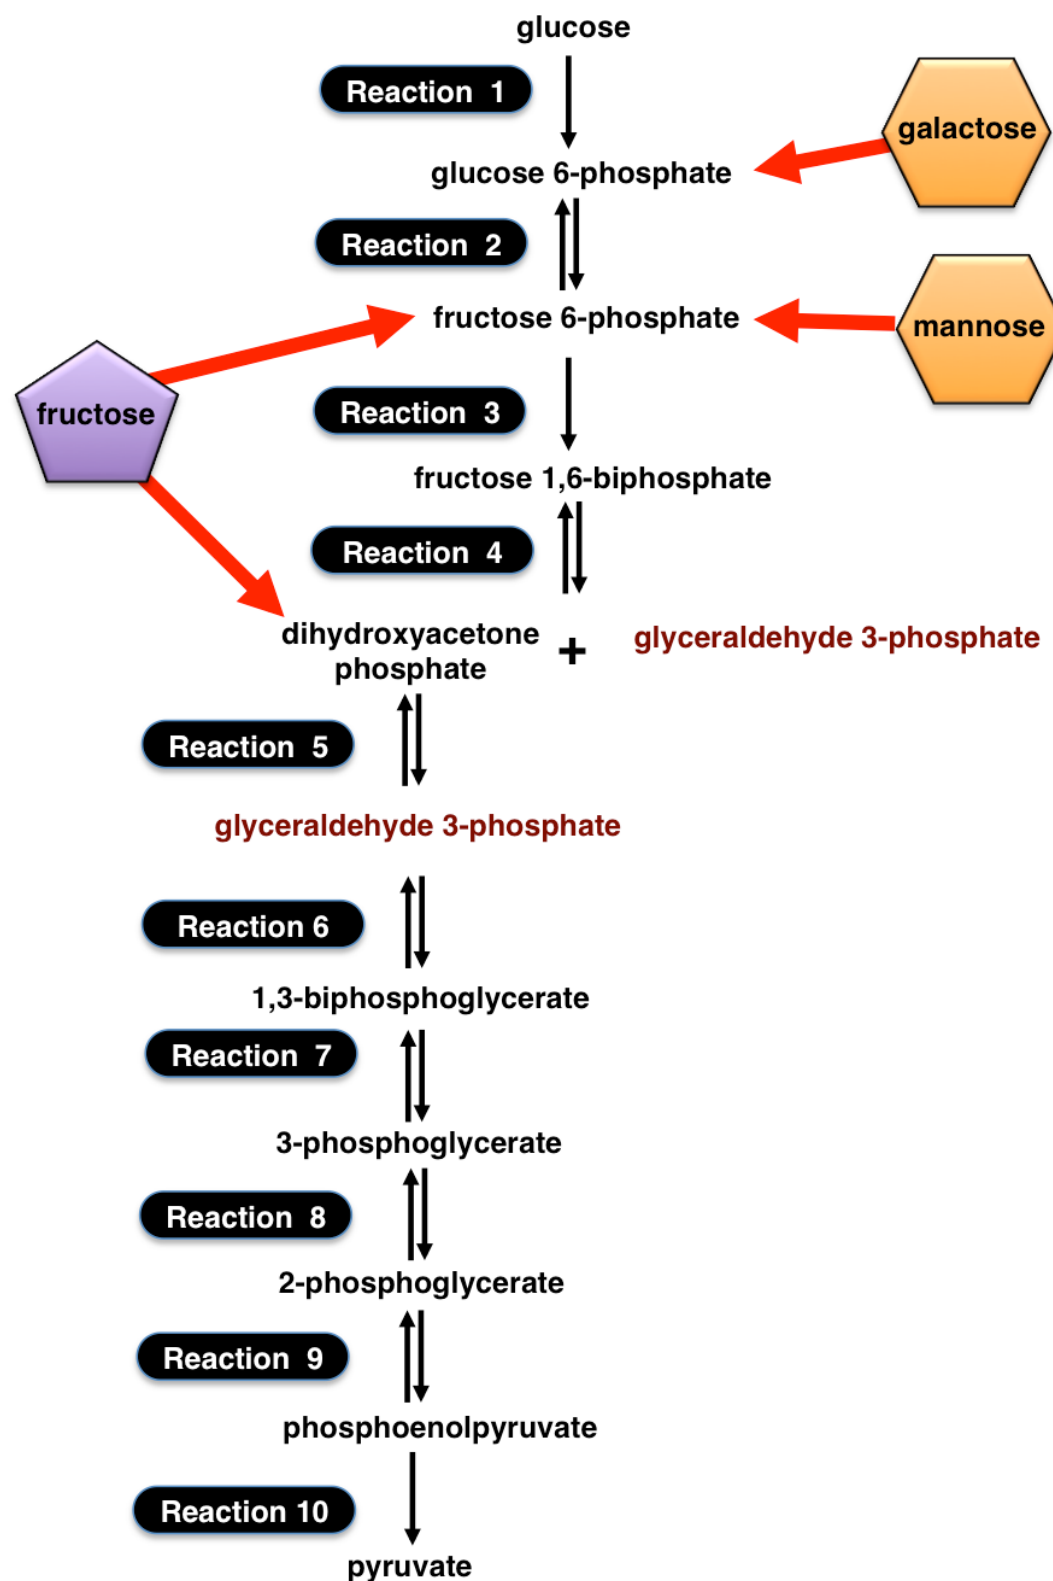 glucose
Reaction 1
galactose
glucose 6-phosphate
Reaction 2
fructose 6-phosphate
mannose
fructose
Reaction 3
fructose 1,6-biphosphate
Reaction 4
dihydroxyacetone
phosphate
+
glyceraldehyde 3-phosphate
Reaction 5
glyceraldehyde 3-phosphate
Reaction 6
1,3-biphosphoglycerate
Reaction 7
3-phosphoglycerate
Reaction 8
2-phosphoglycerate
Reaction 9
phosphoenolpyruvate
Reaction 10
pyruvate